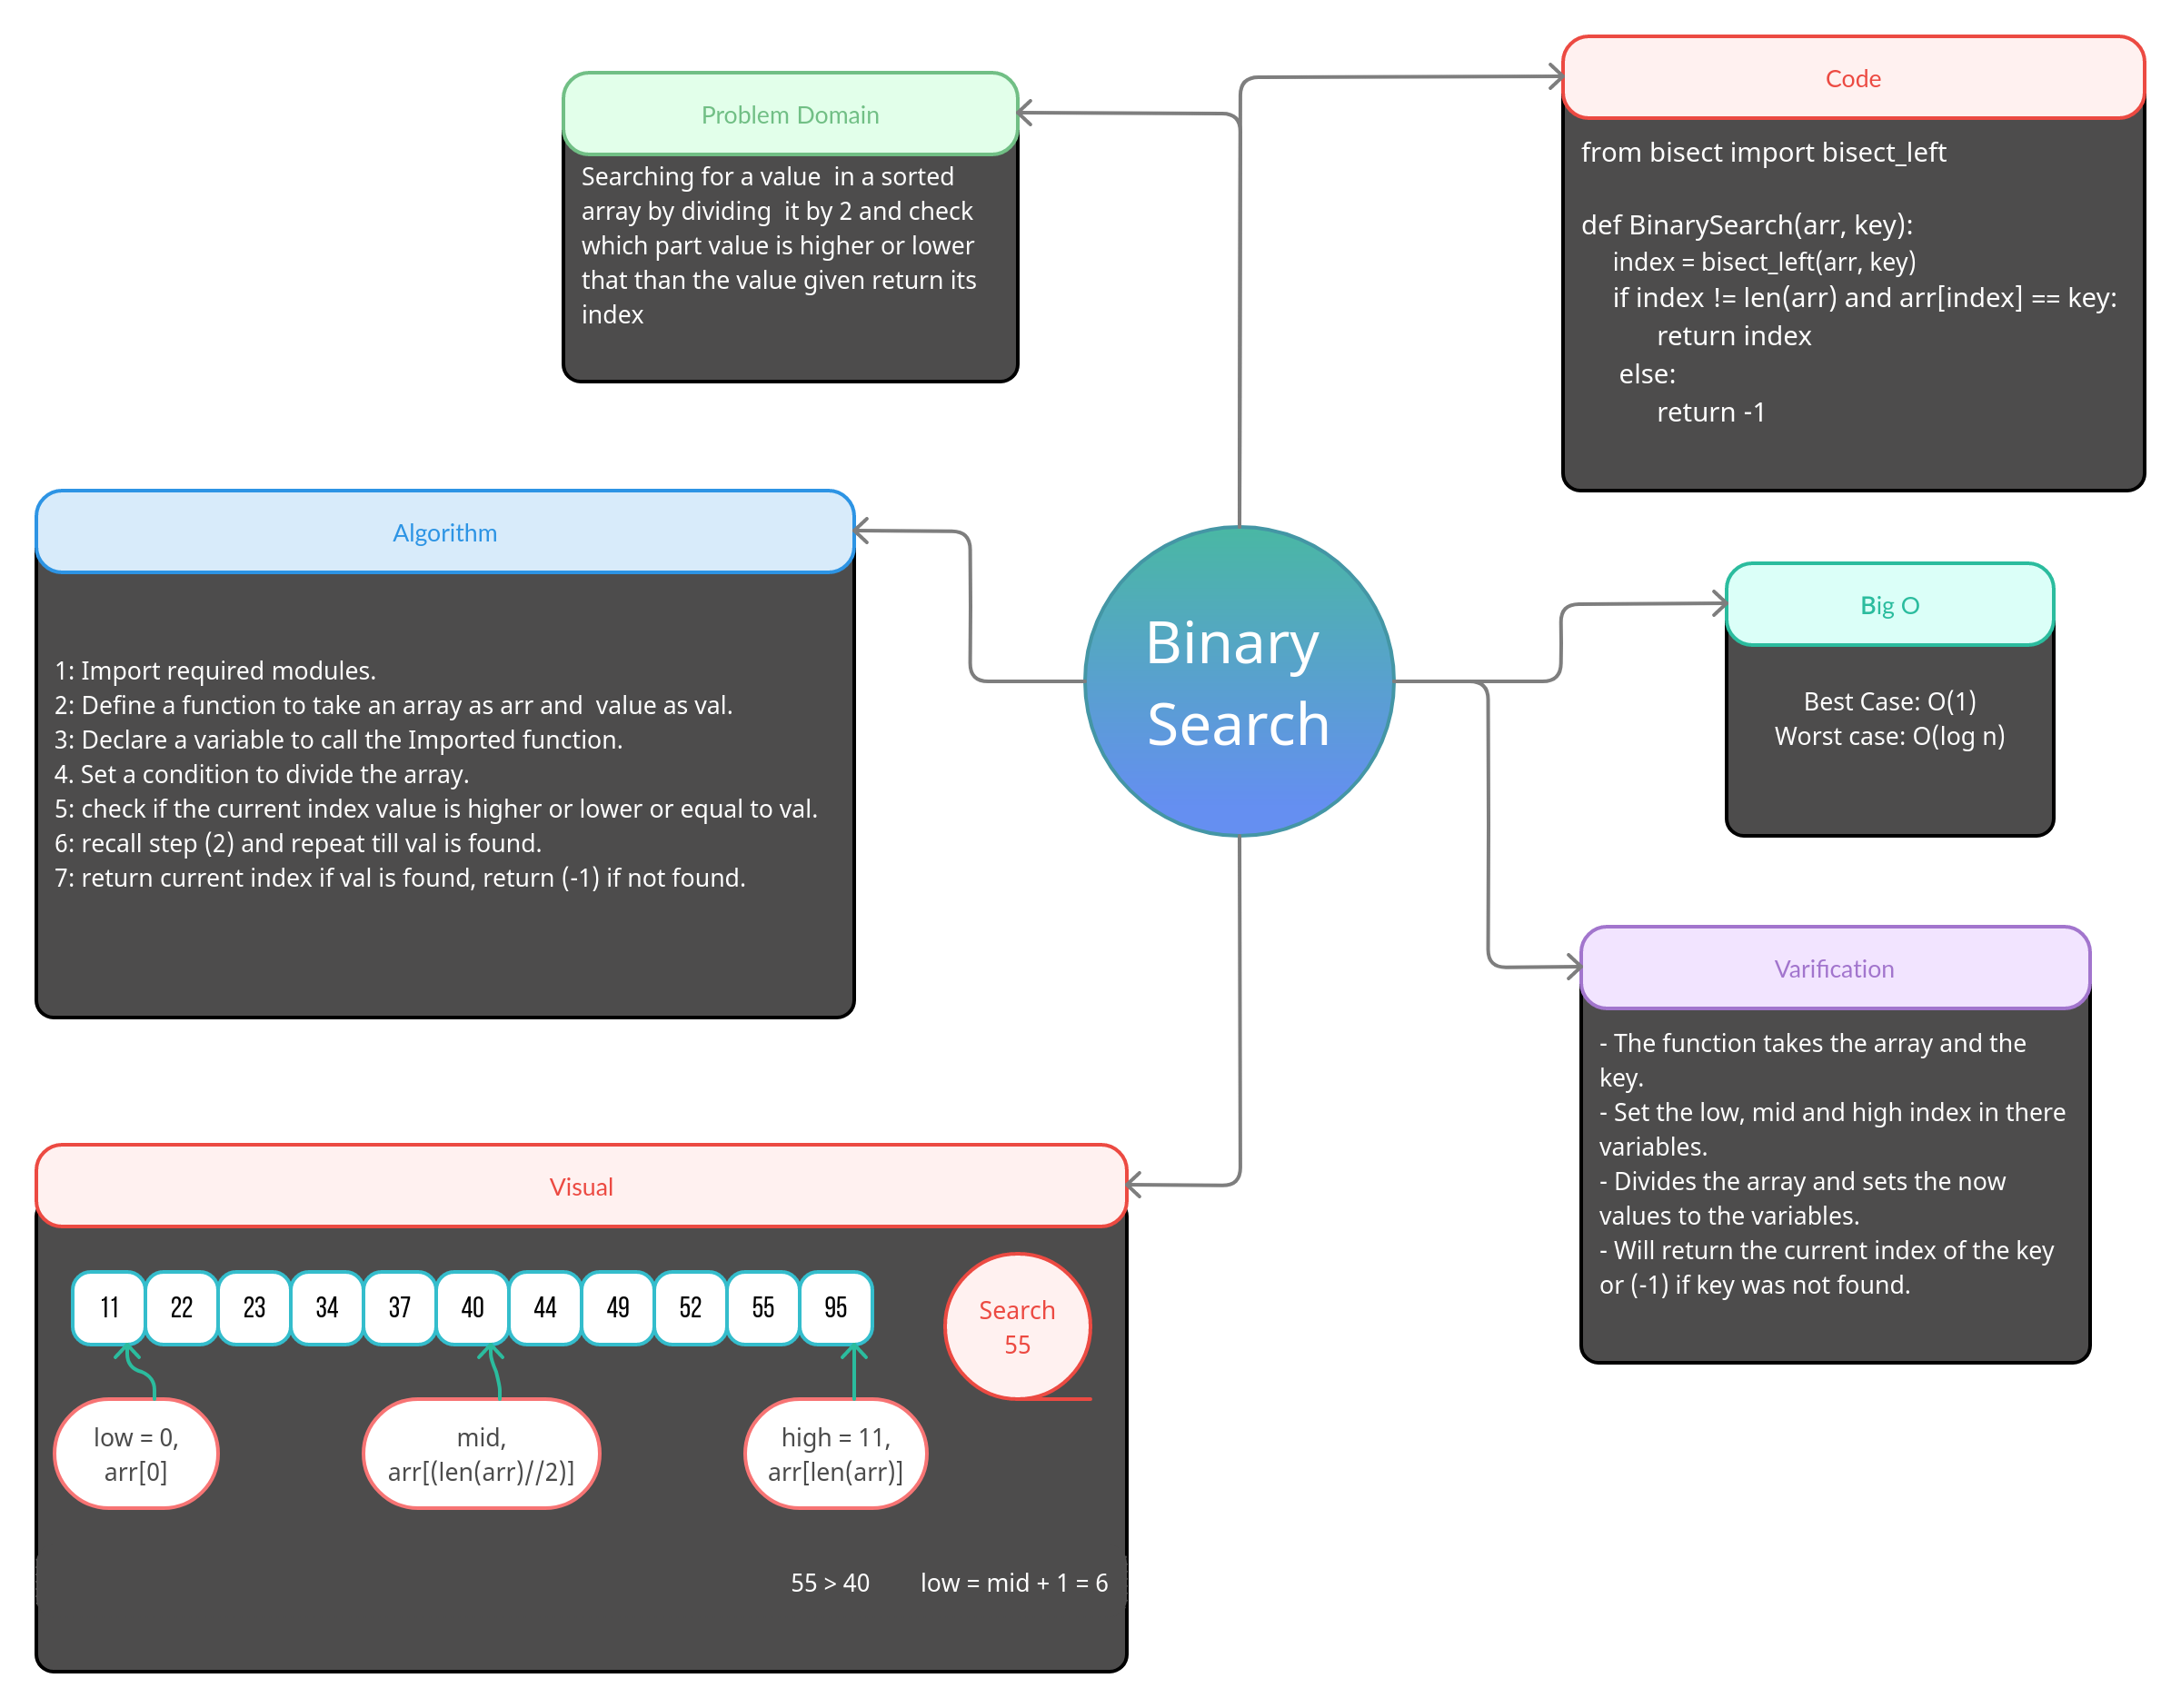 Problem Domain
Searching for a value  in a sorted
array by dividing  it by 2 and check
which part value is higher or lower
that than the value given return its
index
Code
from bisect import bisect_left
def BinarySearch(arr, key):
index = bisect_left(arr, key)
if index != len(arr) and arr[index] == key:
return index
else:
return -1
Algorithm
1: Import required modules.
2: Define a function to take an array as arr and  value as val.
3: Declare a variable to call the Imported function.
4. Set a condition to divide the array.
5: check if the current index value is higher or lower or equal to val.
6: recall step (2) and repeat till val is found.
7: return current index if val is found, return (-1) if not found.
Binary
Search
Big O
Best Case: O(1)
Worst case: O(log n)
Varification
- The function takes the array and the
key.
- Set the low, mid and high index in there
variables.
- Divides the array and sets the now
values to the variables.
- Will return the current index of the key
or (-1) if key was not found.
Visual
11 22 23 34 37 40 44 49 52 55 95
Search
55
low = 0,
arr[0]
mid,
arr[(len(arr)//2)]
high = 11,
arr[len(arr)]
55 > 40 low = mid + 1 = 6